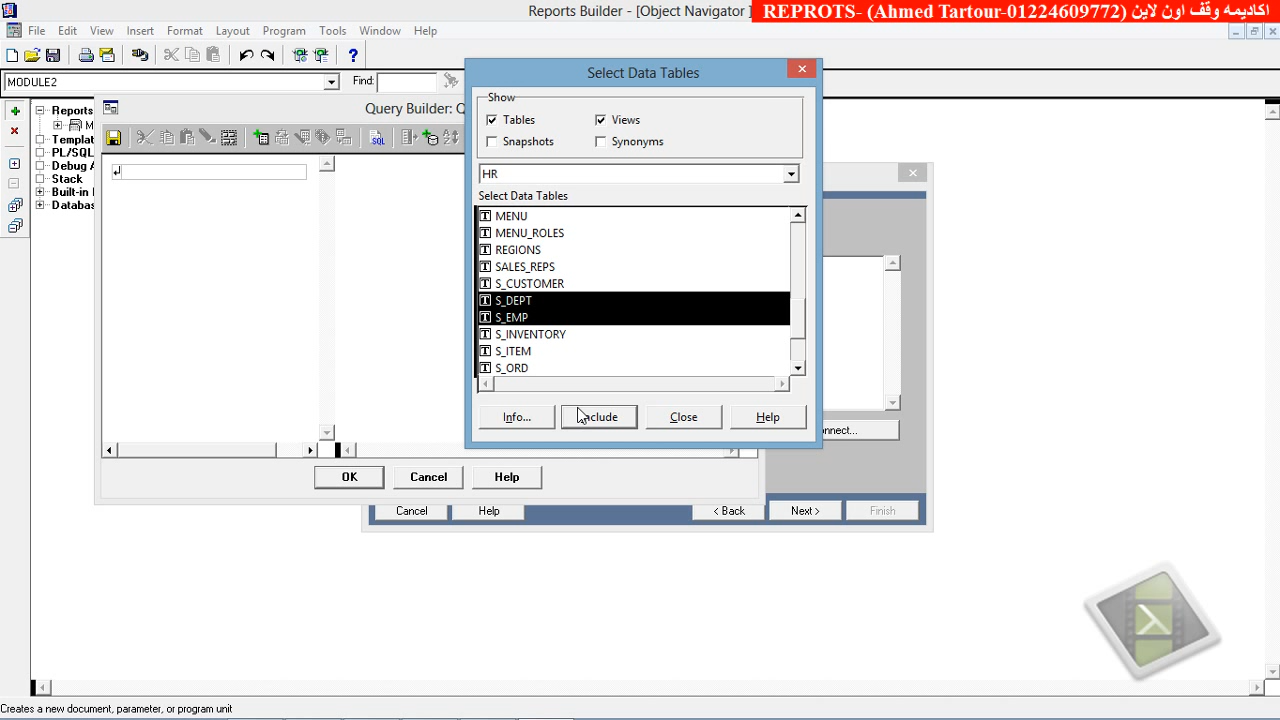 Reports Builder - [Object Navigator ]
REPROTS- (Ahmed Tartour-01224609772) اكاديمه وقف اون لاين
File Edit View Insert Format Layout Program Tools Window Help
MODULE2
Find:
Reports
M
Templat
PL/SQL
Debug A
Stack
Built-in
Databas
Query Builder: Q
SQL
Select Data Tables
Show
Tables
Views
Snapshots
Synonyms
HR
Select Data Tables
MENU
MENU_ROLES
REGIONS
SALES_REPS
S_CUSTOMER
S_DEPT
S_EMP
S_INVENTORY
S_ITEM
S_ORD
Info...
clude
Close
Help
onnect...
OK
Cancel
Help
Cancel
Help
< Back
Next >
Finish
Creates a new document, parameter, or program unit